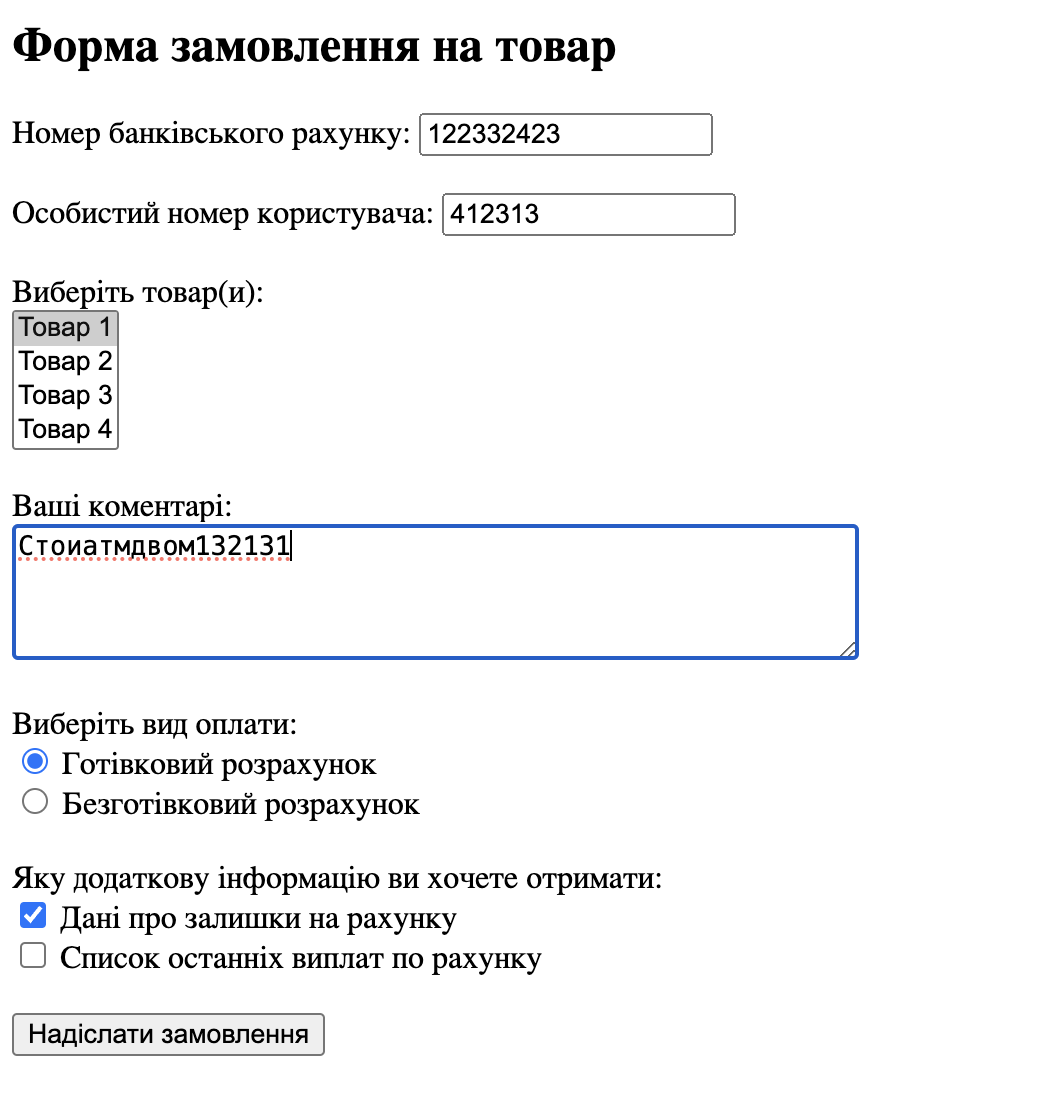 Форма замовлення на товар
Номер банківського рахунку: 122332423
Особистий номер користувача: 412313
Виберіть товар(и):
Товар 1
Товар 2
Товар 3
Товар 4
Ваші коментарі:
Стоиатмдвом132131
Виберіть вид оплати:
Готівковий розрахунок
Безготівковий розрахунок
Яку додаткову інформацію ви хочете отримати:
Дані про залишки на рахунку
Список останніх виплат по рахунку
Надіслати замовлення